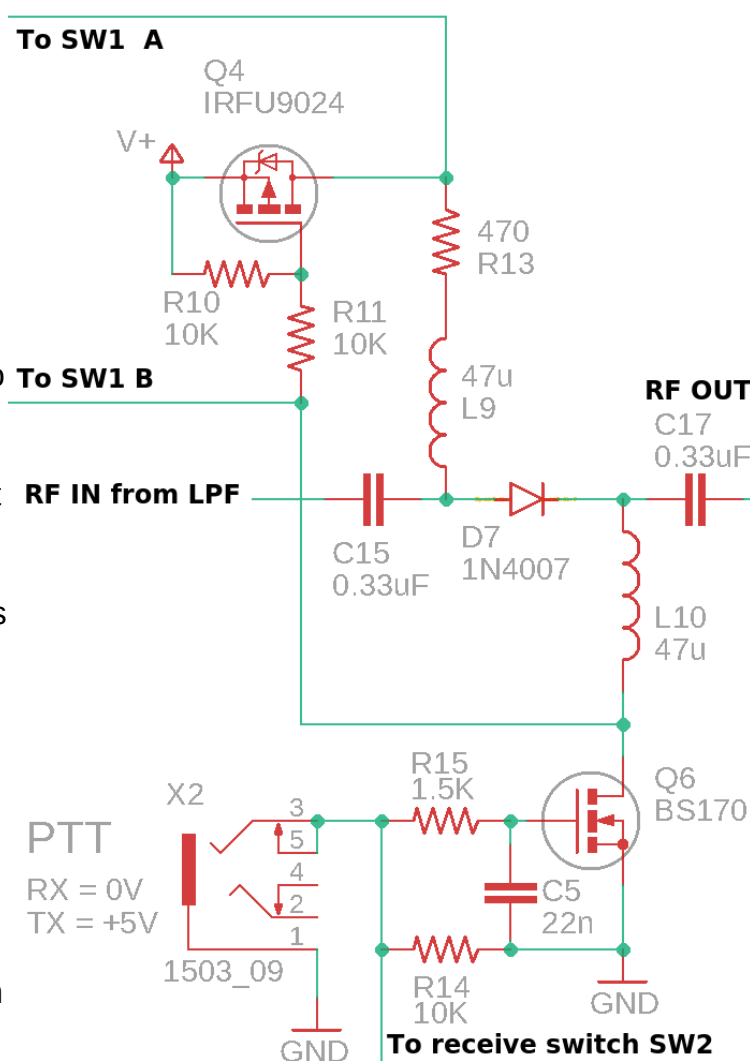 To SW1 A
Q4
IRFU9024
V+
470
R13
R10
10K
R11
10K
To SW1 B
47u
L9
RF OUT
C17
0.33uF
RF IN from LPF
C15
0.33uF
D7
1N4007
L10
47u
s
X2
R15
1.5K
Q6
BS170
PTT
RX = 0V
TX = +5V
3
5
4
2
1
C5
22n
1503_09
R14
10K
GND
GND
To receive switch SW2